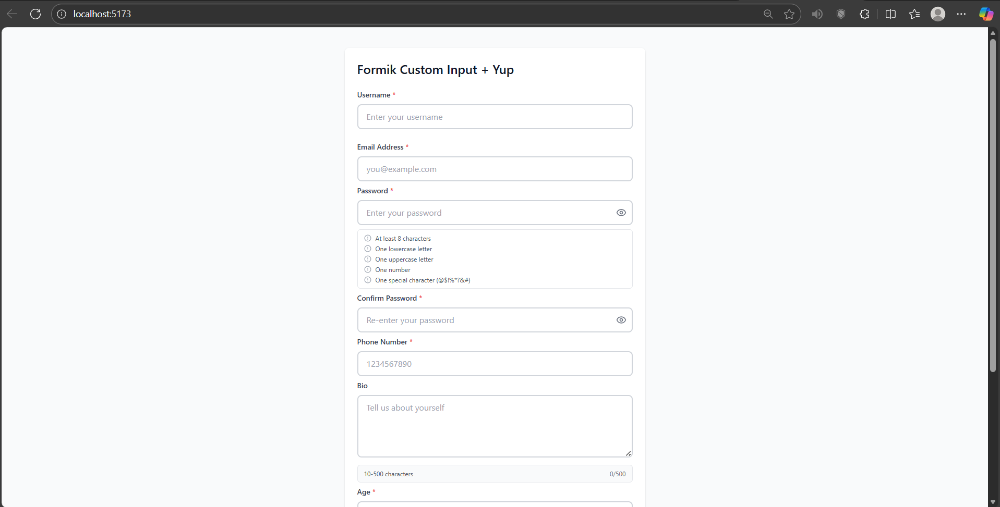 localhost:5173
Formik Custom Input + Yup
Username *
Enter your username
Email Address *
you@example.com
Password *
Enter your password
At least 8 characters
One lowercase letter
One uppercase letter
One number
One special character (@$!%*?&#)
Confirm Password *
Re-enter your password
Phone Number *
1234567890
Bio
Tell us about yourself
10-500 characters 0/500
Age *